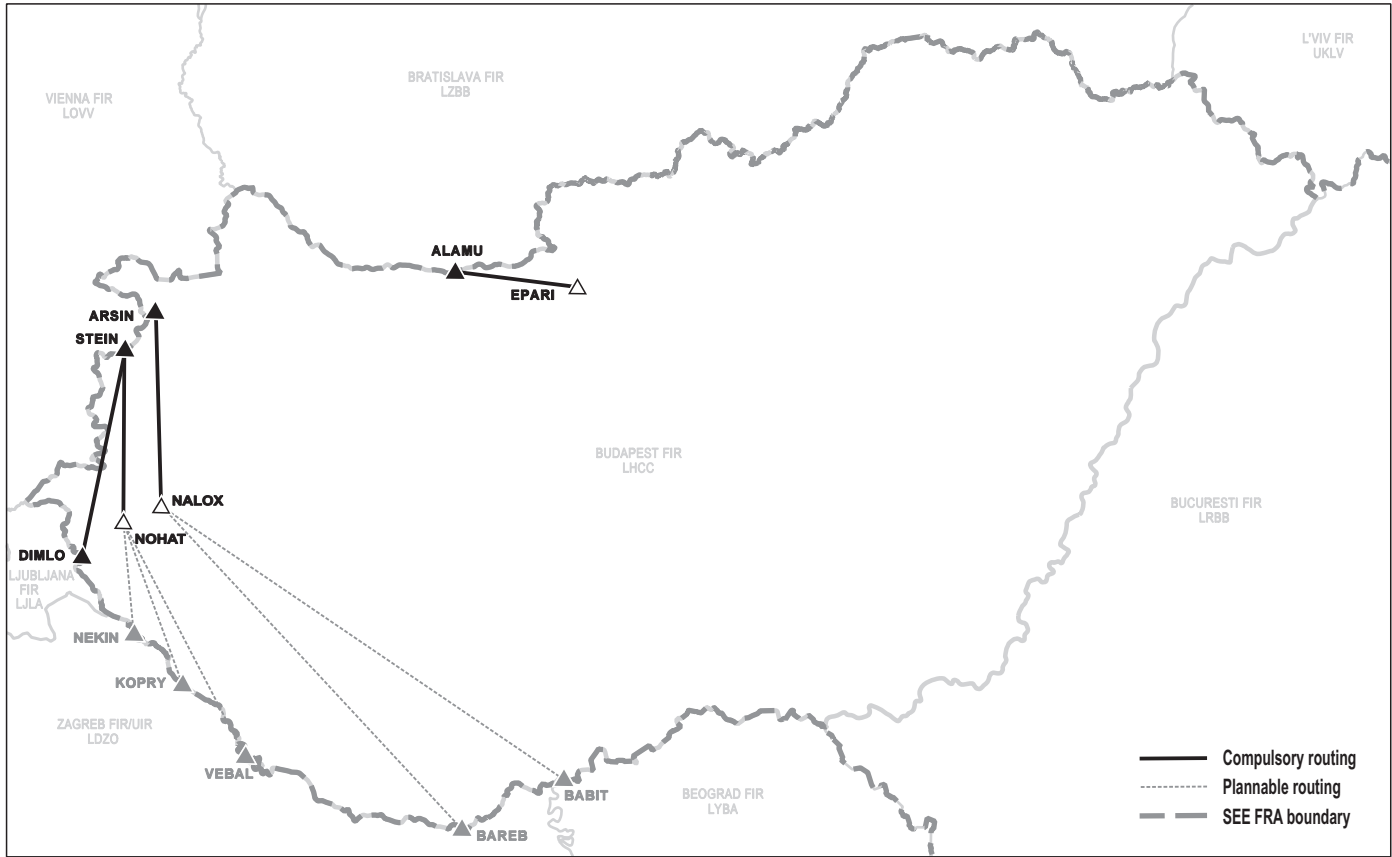 L'VIV FIR
UKLV
BRATISLAVA FIR
LZBB
VIENNA FIR
LOVV
ALAMU
EPARI
ARSIN
STEIN
BUDAPEST FIR
LHCC
NALOX
BUCURESTI FIR
LRBB
NOHAT
DIMLO
LJUBLJANA
FIR
LJLA
NEKIN
KOPRY
ZAGREB FIR/UIR
LDZO
VEBAL
BABIT
BEOGRAD FIR
LYBA
BAREB
Compulsory routing
Plannable routing
SEE FRA boundary